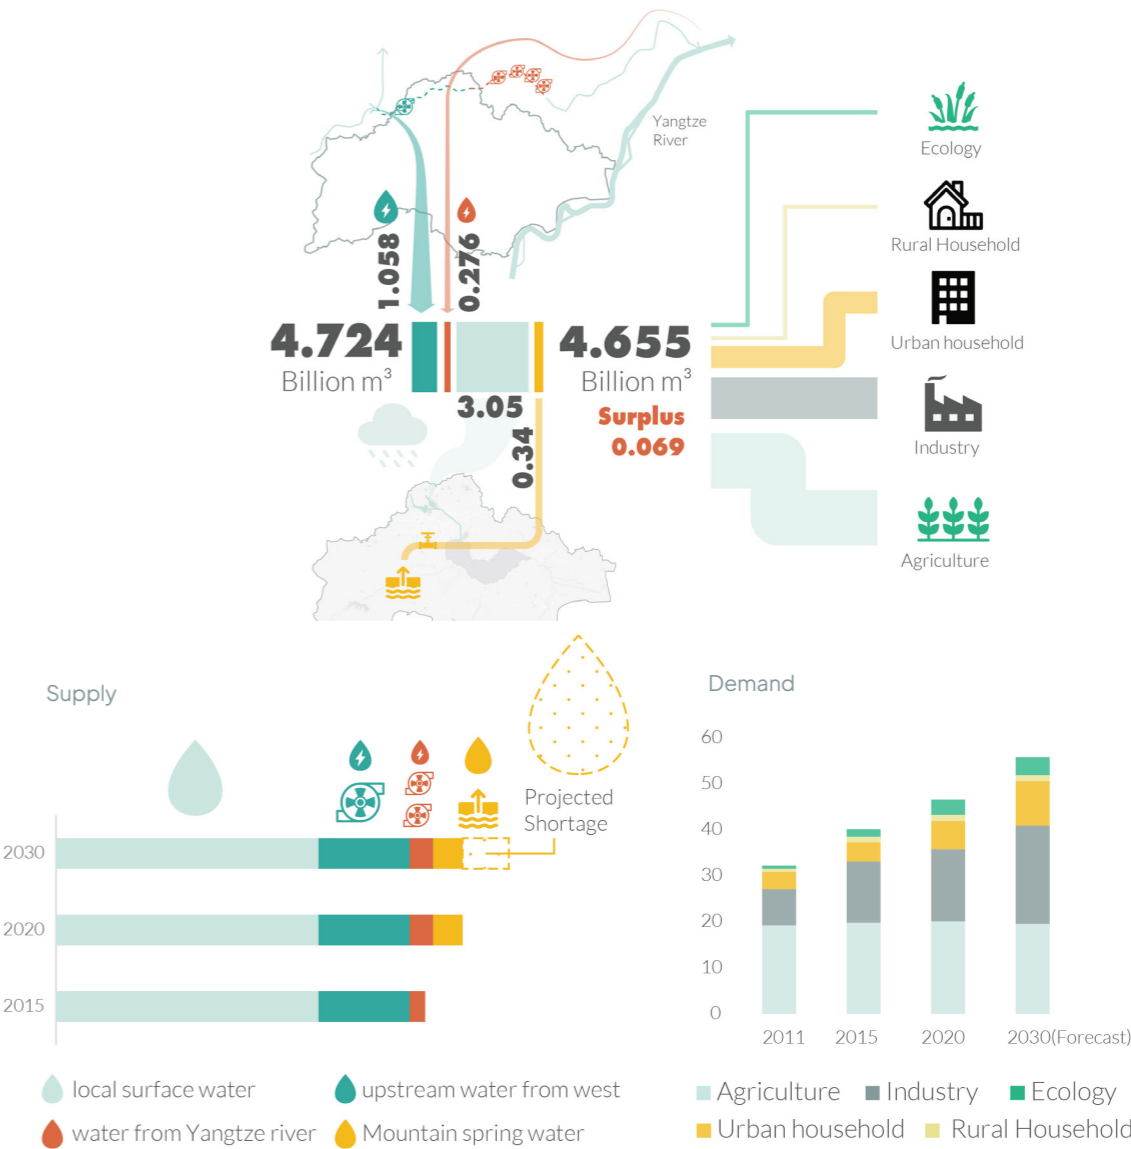 Yangtze
River
Ecology
Rural Household
Urban household
Industry
Agriculture
1.058
0.276
4.724
Billion m³
4.655
Billion m³
3.05
0.34
Surplus
0.069
Supply
Projected
Shortage
2030
2020
2015
local surface water
upstream water from west
water from Yangtze river
Mountain spring water
Demand
60
50
40
30
20
10
0
2011
2015
2020
2030(Forecast)
Agriculture
Industry
Ecology
Urban household
Rural Household